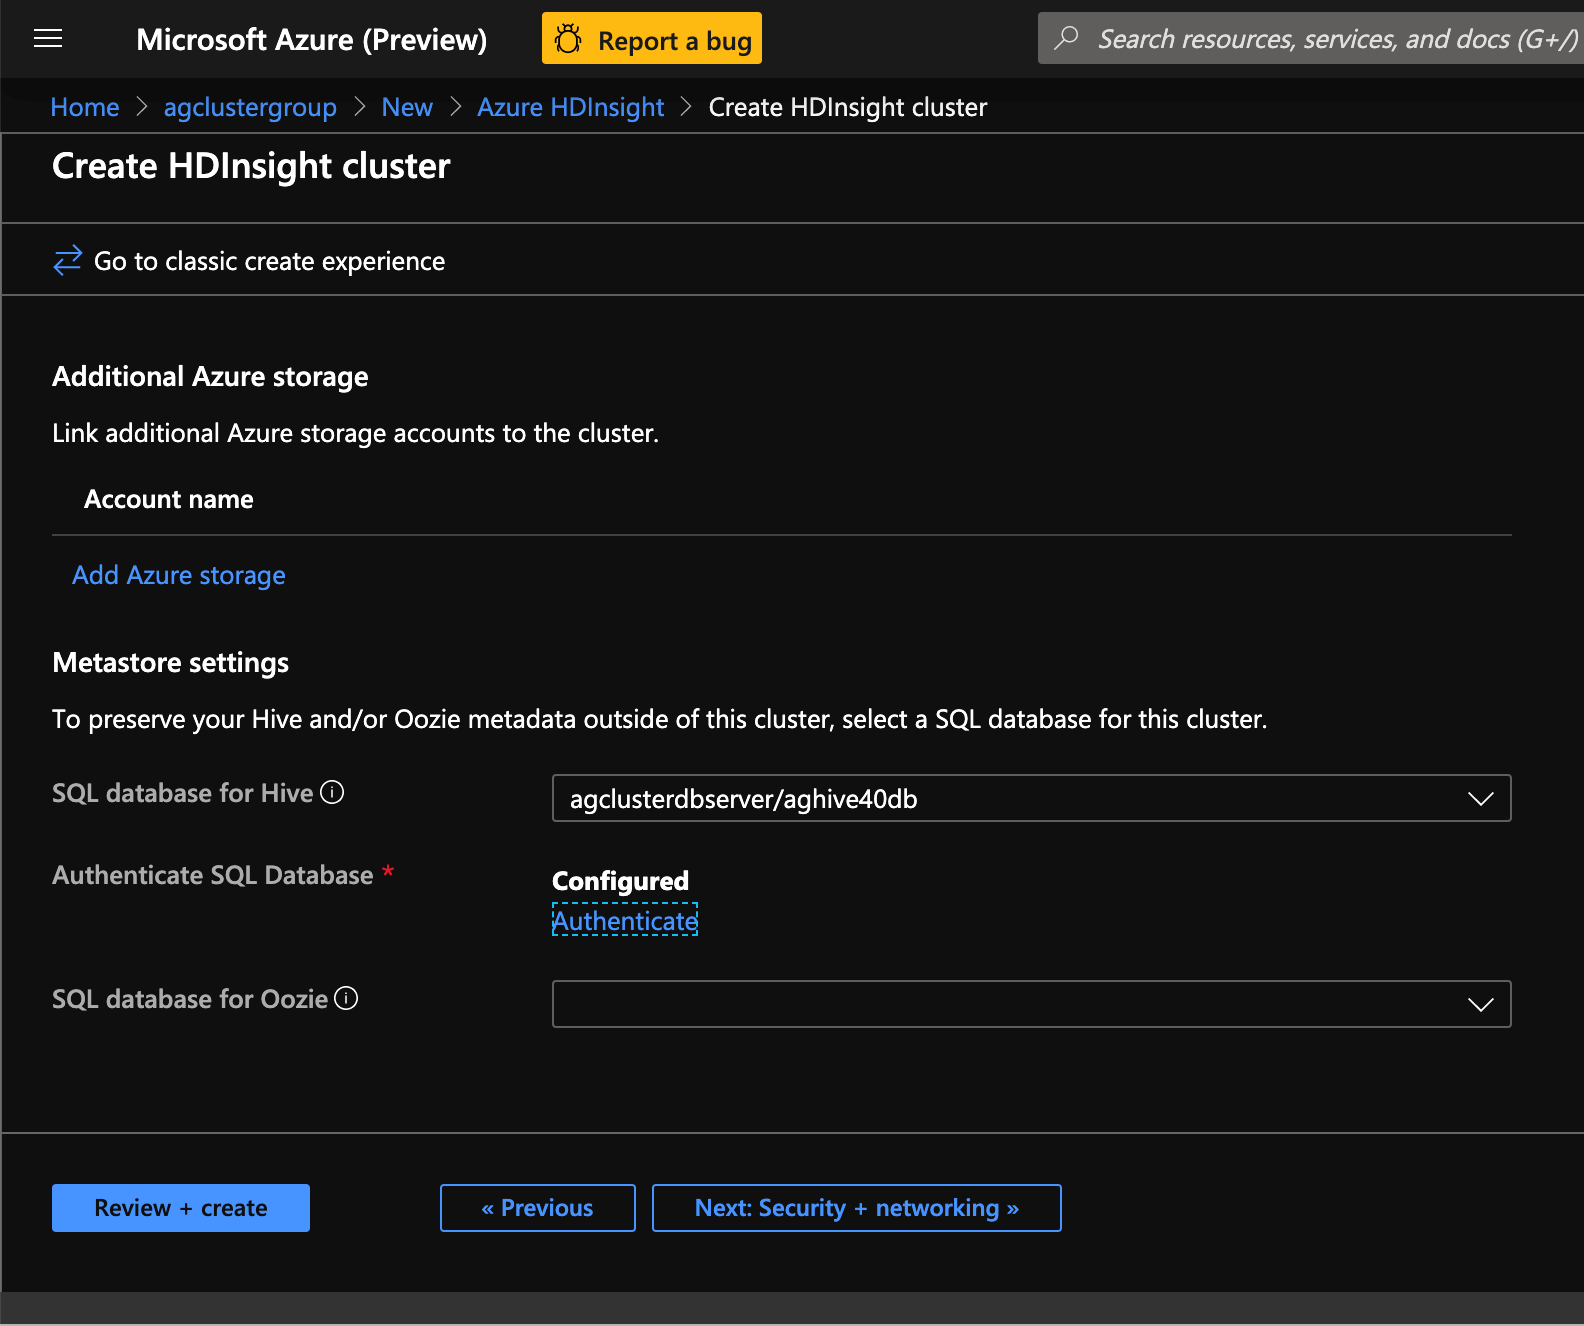 Microsoft Azure (Preview)
Report a bug
Search resources, services, and docs (G+/)
Home > agclustergroup > New > Azure HDInsight > Create HDInsight cluster
Create HDInsight cluster
Go to classic create experience
Additional Azure storage
Link additional Azure storage accounts to the cluster.
Account name
Add Azure storage
Metastore settings
To preserve your Hive and/or Oozie metadata outside of this cluster, select a SQL database for this cluster.
SQL database for Hive
agclusterdbserver/aghive40db
Authenticate SQL Database *
Configured
Authenticate
SQL database for Oozie
Review + create
« Previous
Next: Security + networking »